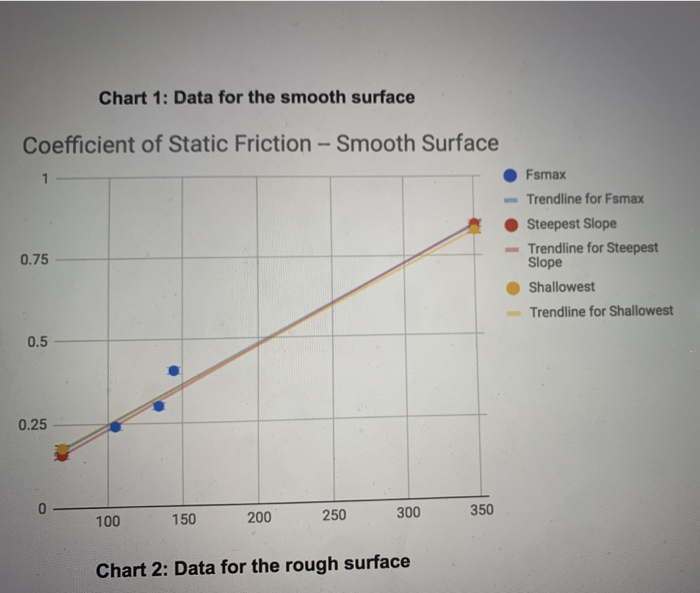 Chart 1: Data for the smooth surface
Coefficient of Static Friction – Smooth Surface
1
0.75
0.5
0.25
0
100
150
200
250
300
350
Fsmax
Trendline for Fsmax
Steepest Slope
Trendline for Steepest
Slope
Shallowest
Trendline for Shallowest
Chart 2: Data for the rough surface